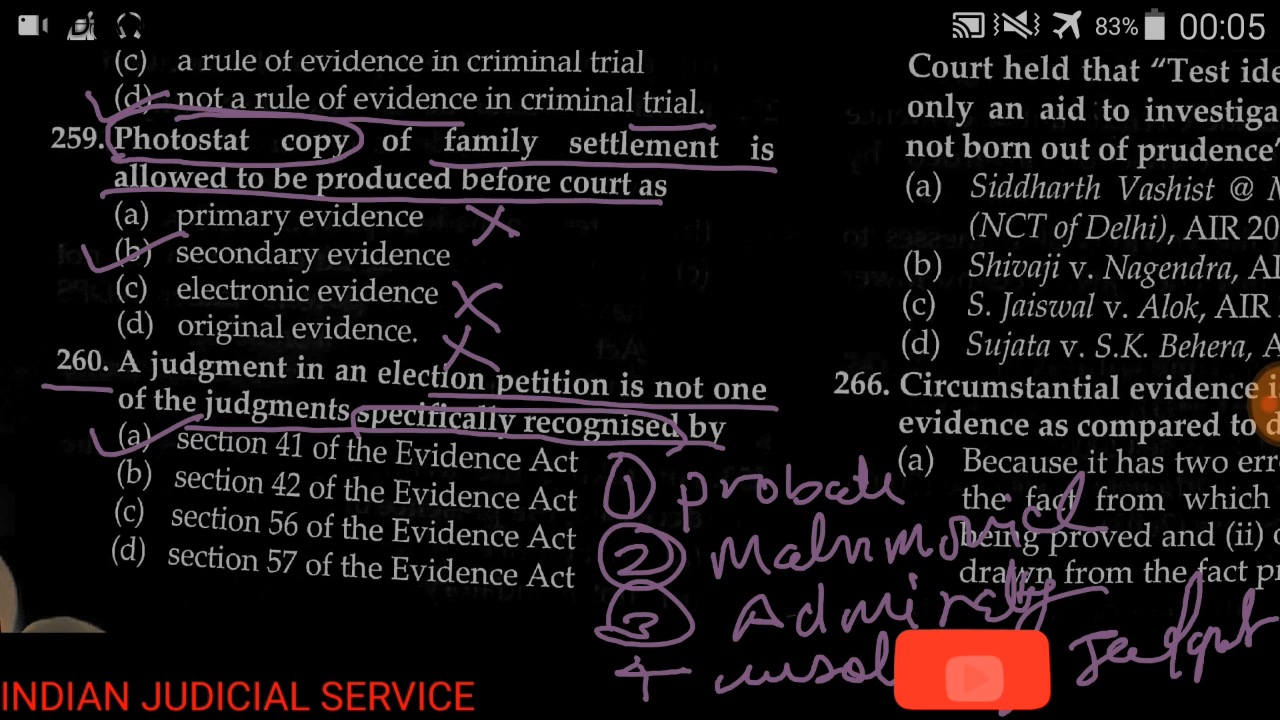 83% 00:05
(c) a rule of evidence in criminal trial
(d) not a rule of evidence in criminal trial.
259. Photostat copy of family settlement is
allowed to be produced before court as
(a) primary evidence
(b) secondary evidence
(c) electronic evidence
(d) original evidence.
260. A judgment in an election petition is not one
of the judgments specifically recognised by
(a) section 41 of the Evidence Act
(b) section 42 of the Evidence Act
(c) section 56 of the Evidence Act
(d) section 57 of the Evidence Act
Court held that “Test ide
only an aid to investiga
not born out of prudence”
(a) Siddharth Vashist @ M
(NCT of Delhi), AIR 20
(b) Shivaji v. Nagendra, AI
(c) S. Jaiswal v. Alok, AIR
(d) Sujata v. S.K. Behera, A
266. Circumstantial evidence i
evidence as compared to d
(a) Because it has two err
the fact from which
being proved and (ii)
drawn from the fact pr
1 probate
2
3 Admiralty
4 insol
INDIAN JUDICIAL SERVICE